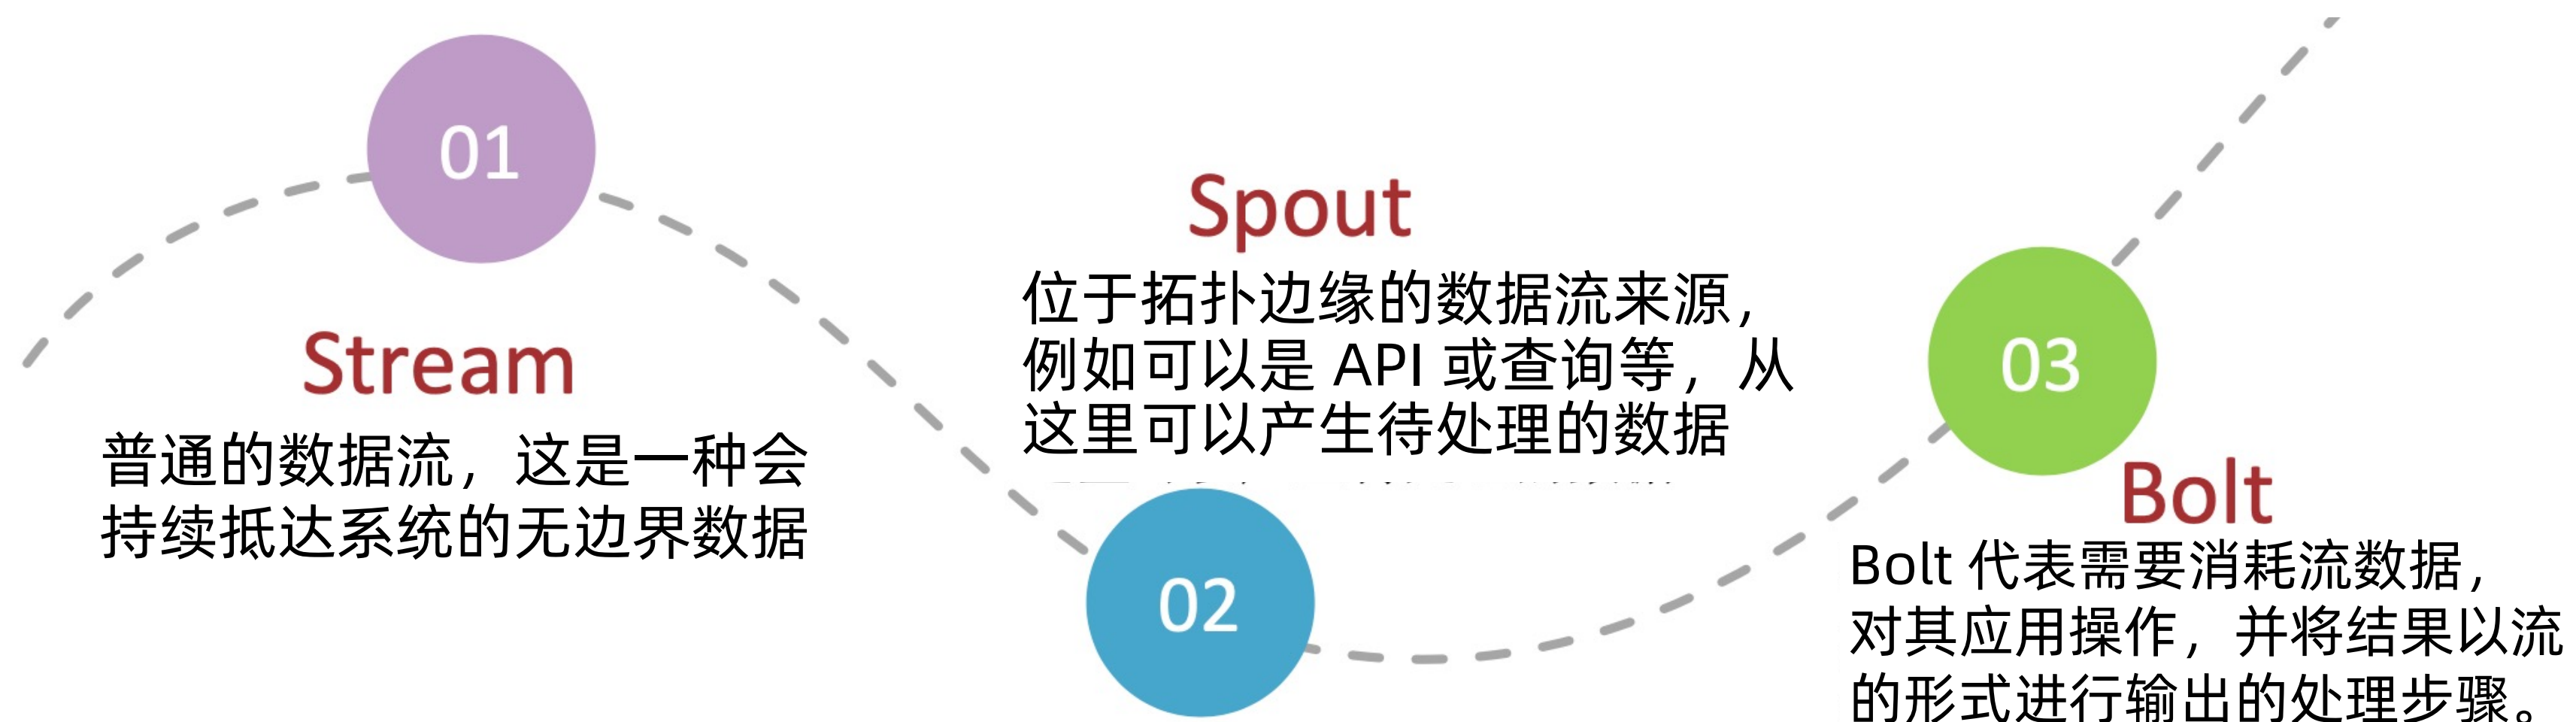 01
Stream
普通的数据流，这是一种会
持续抵达系统的无边界数据
Spout
位于拓扑边缘的数据流来源，
例如可以是 API 或查询等，从
这里可以产生待处理的数据
02
03
Bolt
Bolt 代表需要消耗流数据，
对其应用操作，并将结果以流
的形式进行输出的处理步骤。